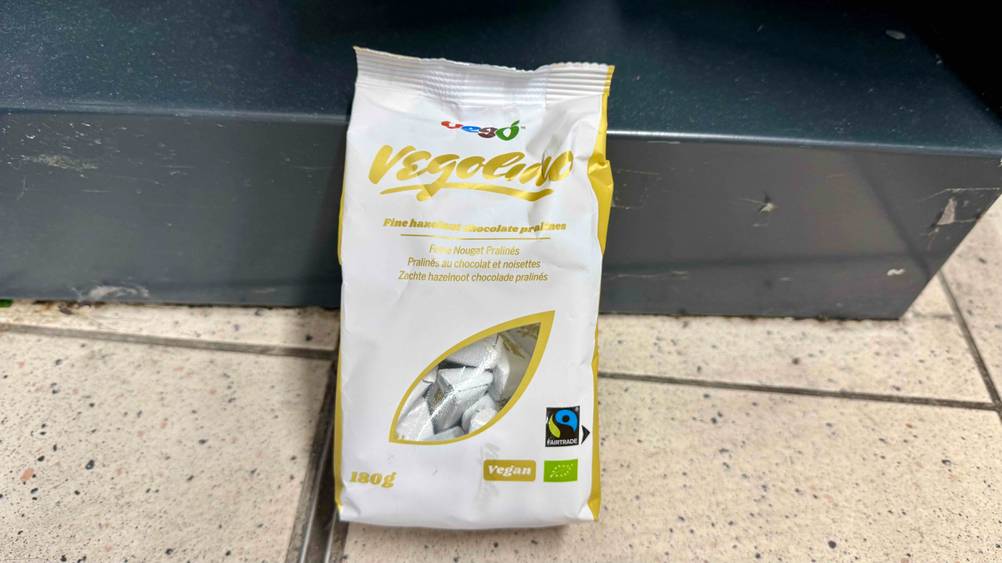 vegó™
Vegolino
Fine hazelnut chocolate pralines
Feine Nougat Pralinés
Pralinés au chocolat et noisettes
Zachte hazelnoot chocolade pralinés
FAIRTRADE
180g
Vegan